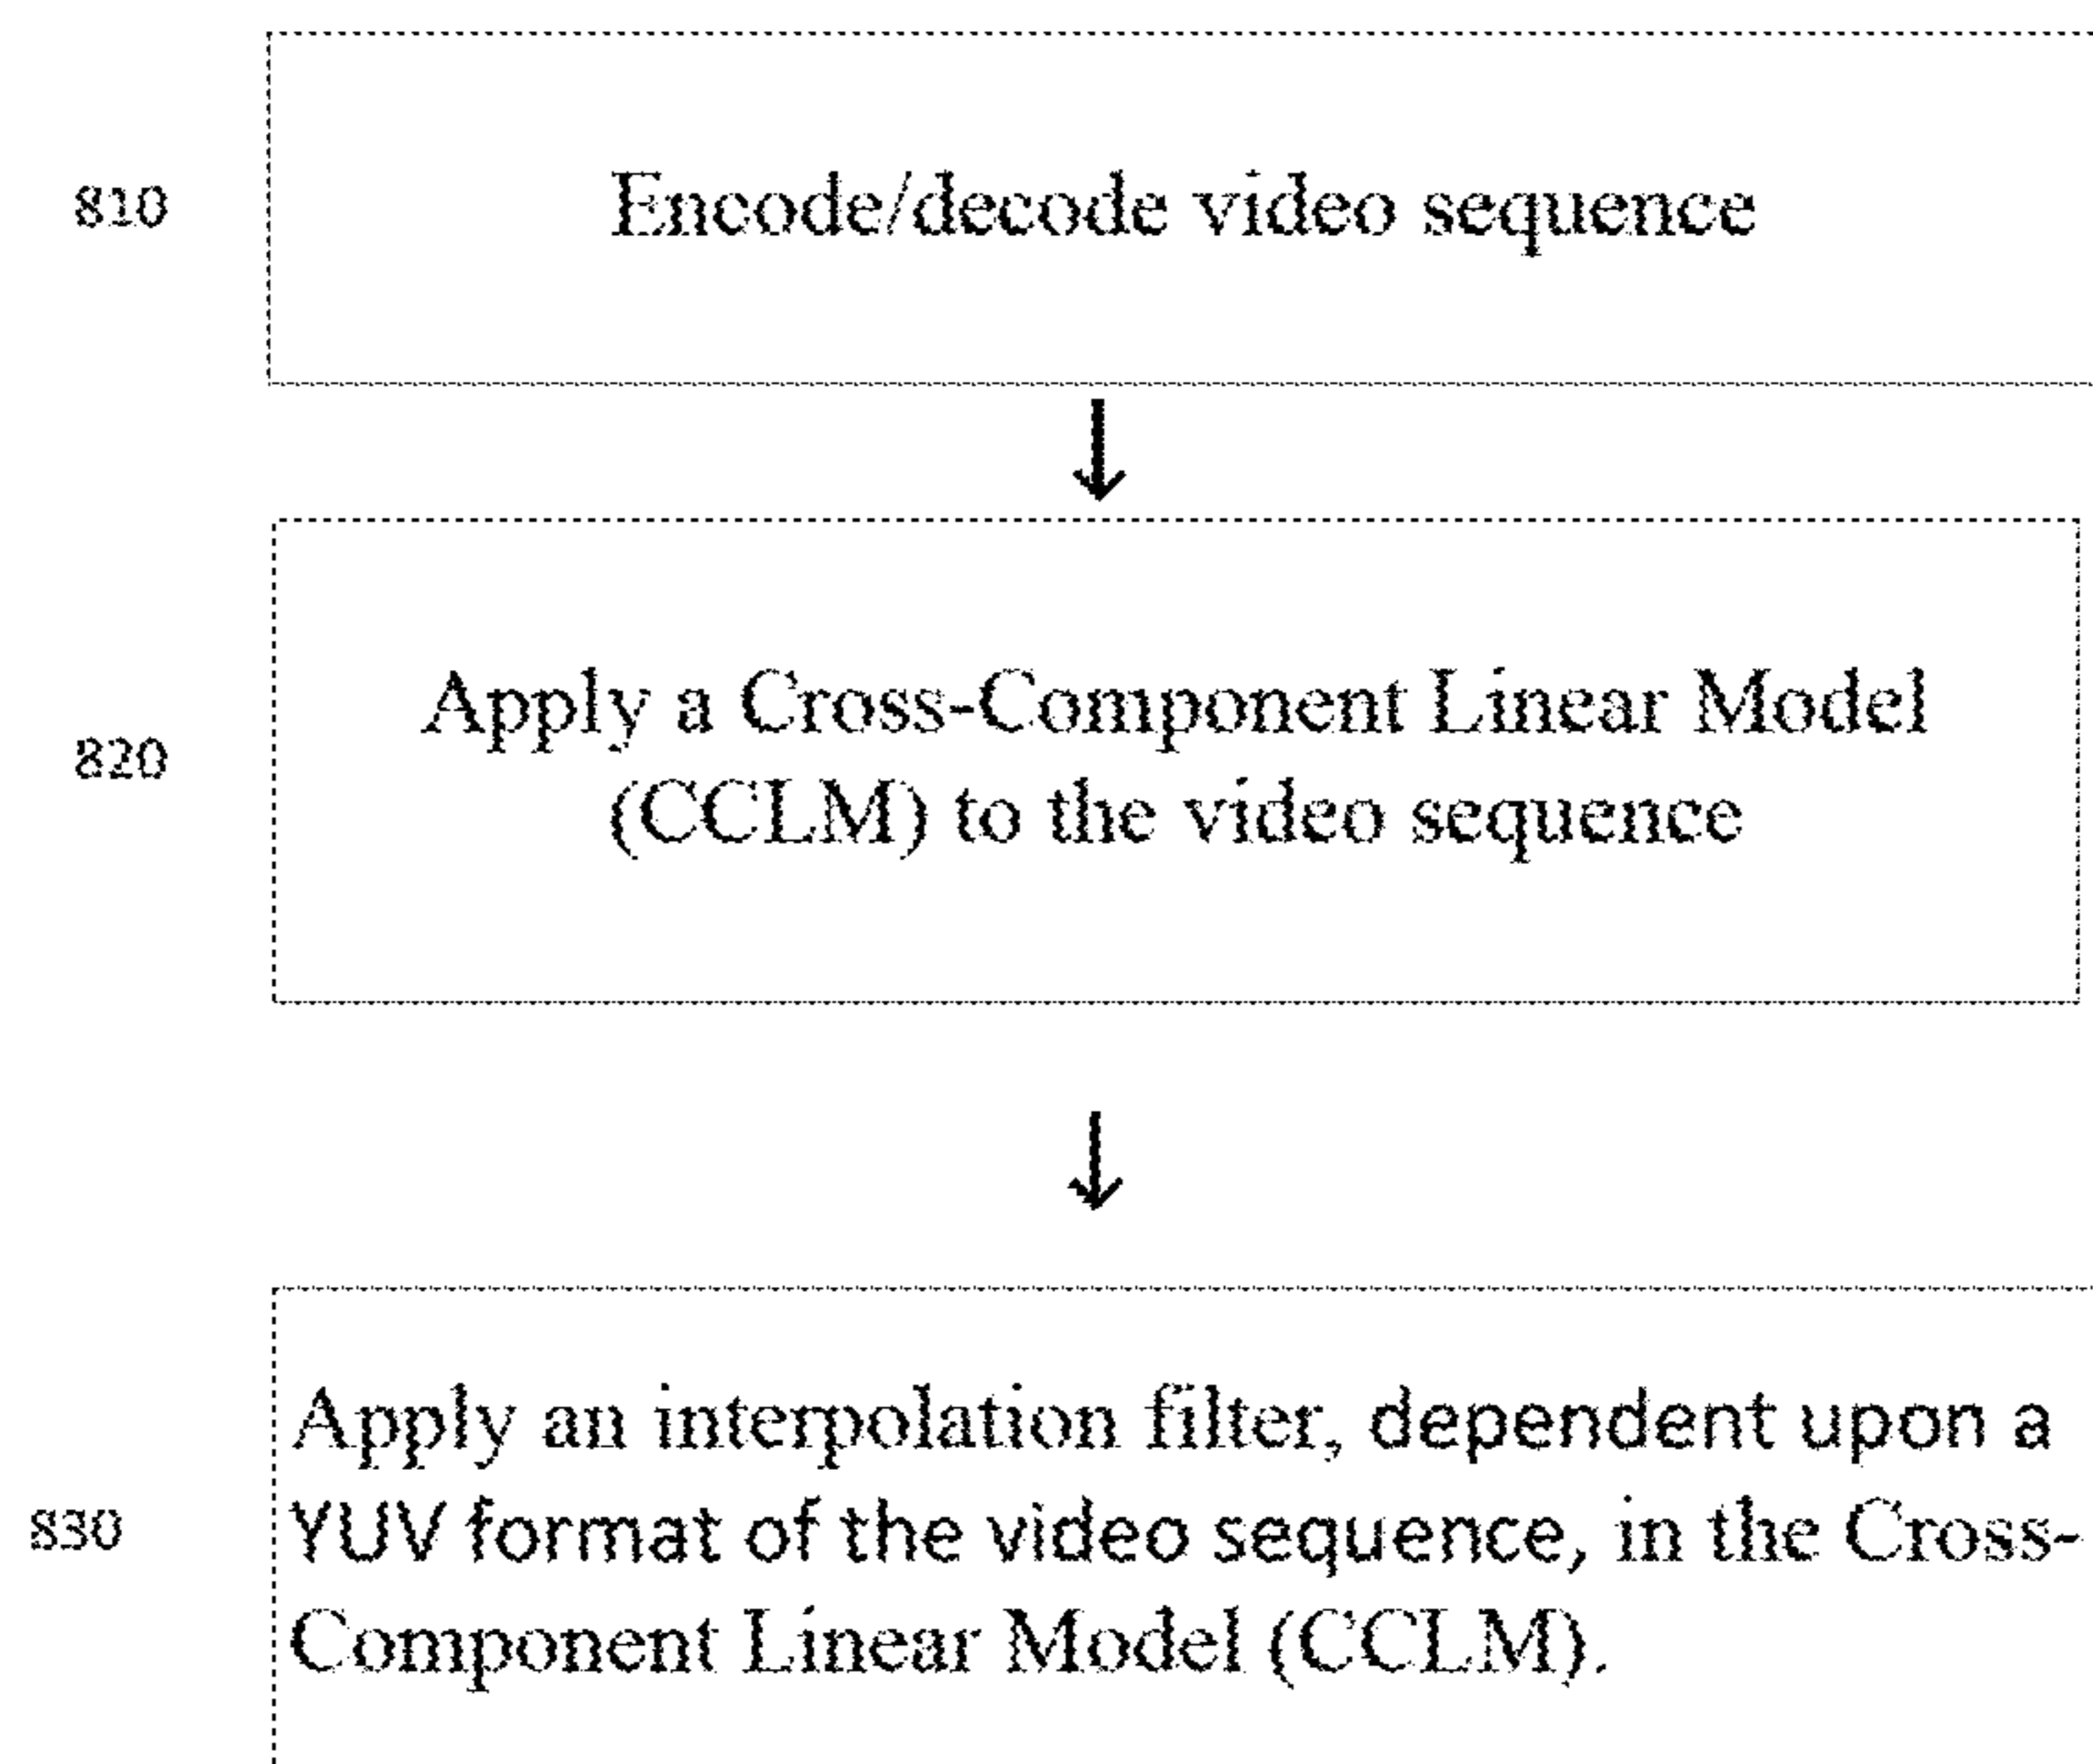 810
Encode/decode video sequence
820
Apply a Cross-Component Linear Model
(CCLM) to the video sequence
830
Apply an interpolation filter, dependent upon a
YUV format of the video sequence, in the Cross-
Component Linear Model (CCLM).